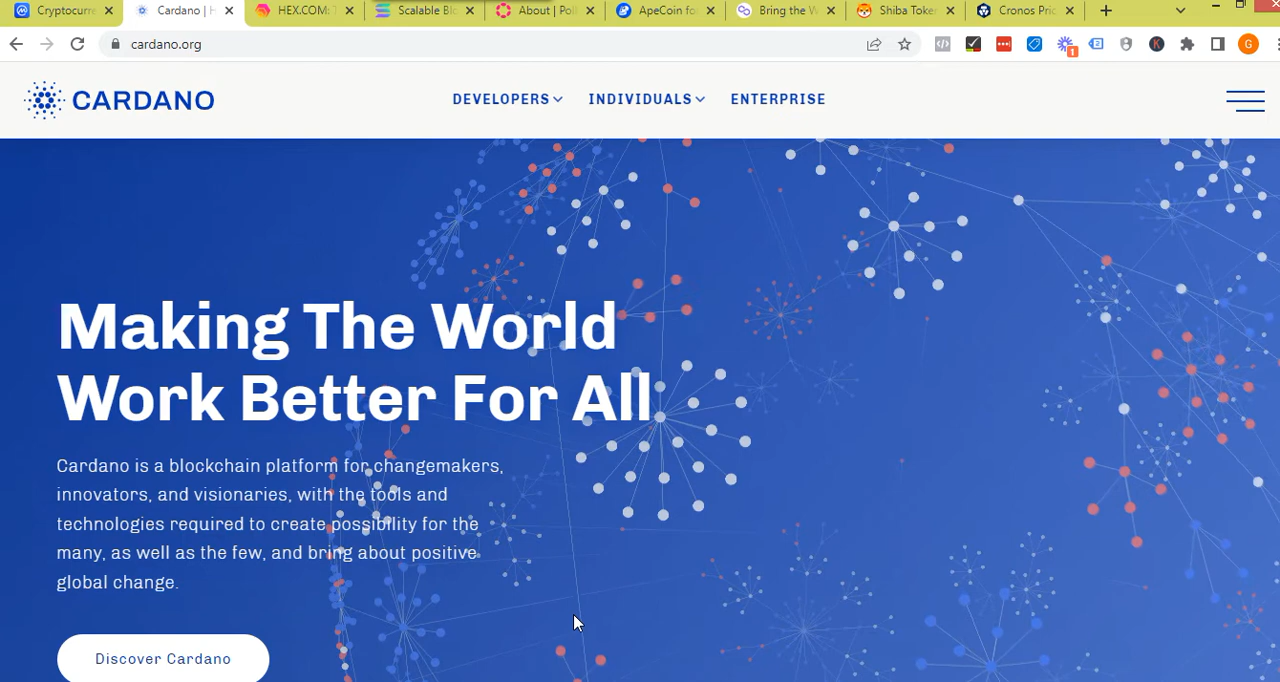 Cryptocurre
Cardano | H
HEX.COM: T
Scalable Blo
About | Poll
ApeCoin fo
Bring the W
Shiba Toke
Cronos Pric
cardano.org
1
K
G
CARDANO
DEVELOPERS
INDIVIDUALS
ENTERPRISE
Making The World
Work Better For All
Cardano is a blockchain platform for changemakers,
innovators, and visionaries, with the tools and
technologies required to create possibility for the
many, as well as the few, and bring about positive
global change.
Discover Cardano